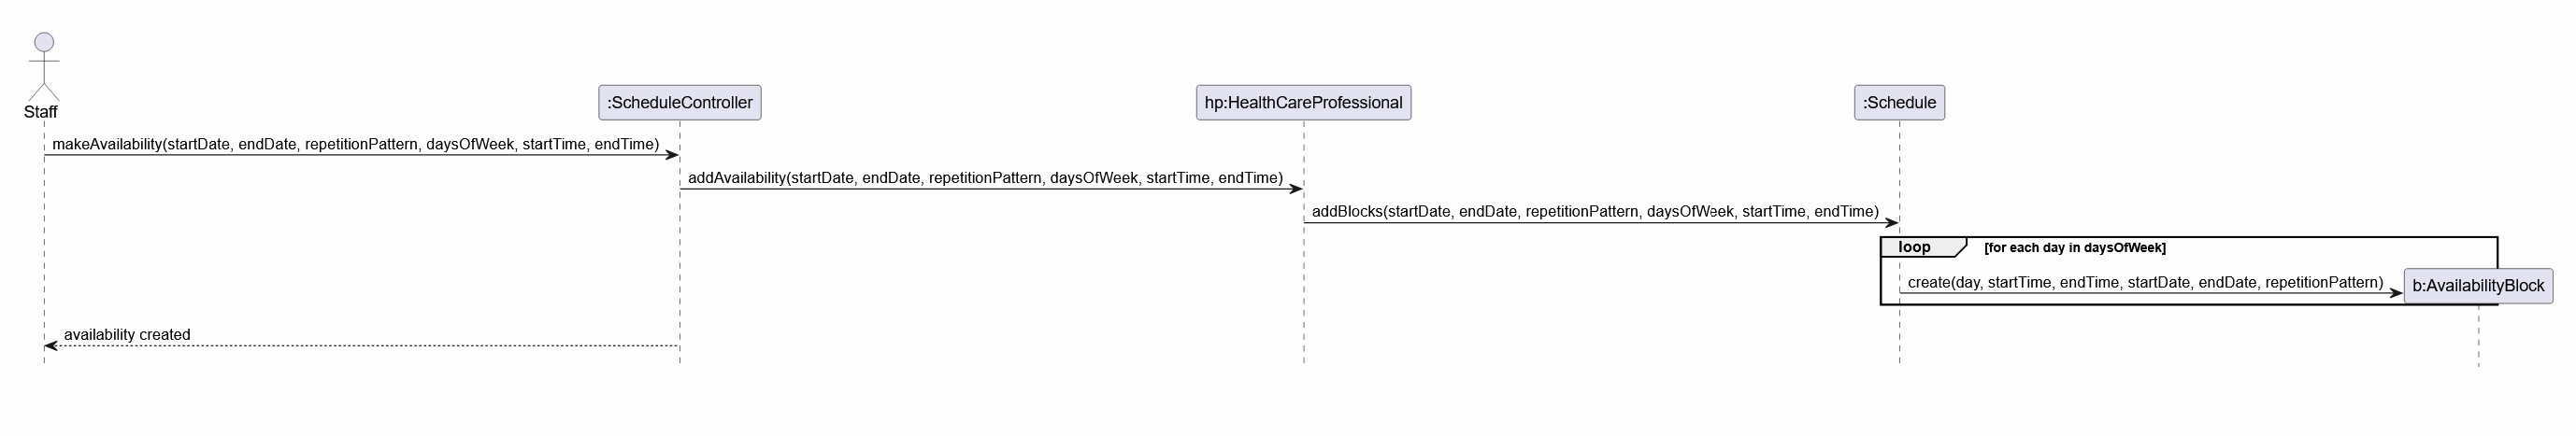 Staff
:ScheduleController
hp:HealthCareProfessional
:Schedule
makeAvailability(startDate, endDate, repetitionPattern, daysOfWeek, startTime, endTime)
addAvailability(startDate, endDate, repetitionPattern, daysOfWeek, startTime, endTime)
addBlocks(startDate, endDate, repetitionPattern, daysOfWeek, startTime, endTime)
loop [for each day in daysOfWeek]
create(day, startTime, endTime, startDate, endDate, repetitionPattern)
b:AvailabilityBlock
availability created